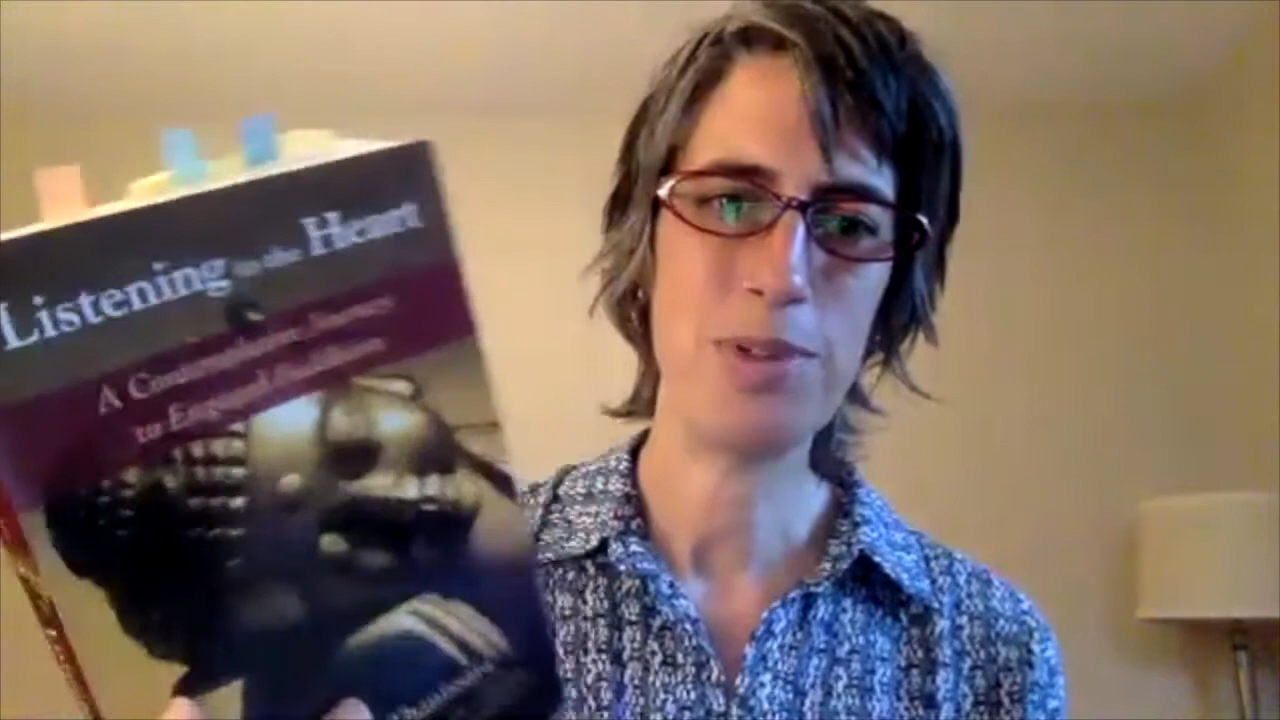 Listening to the Heart
A Contemplative Journey
to Engaged Buddhism